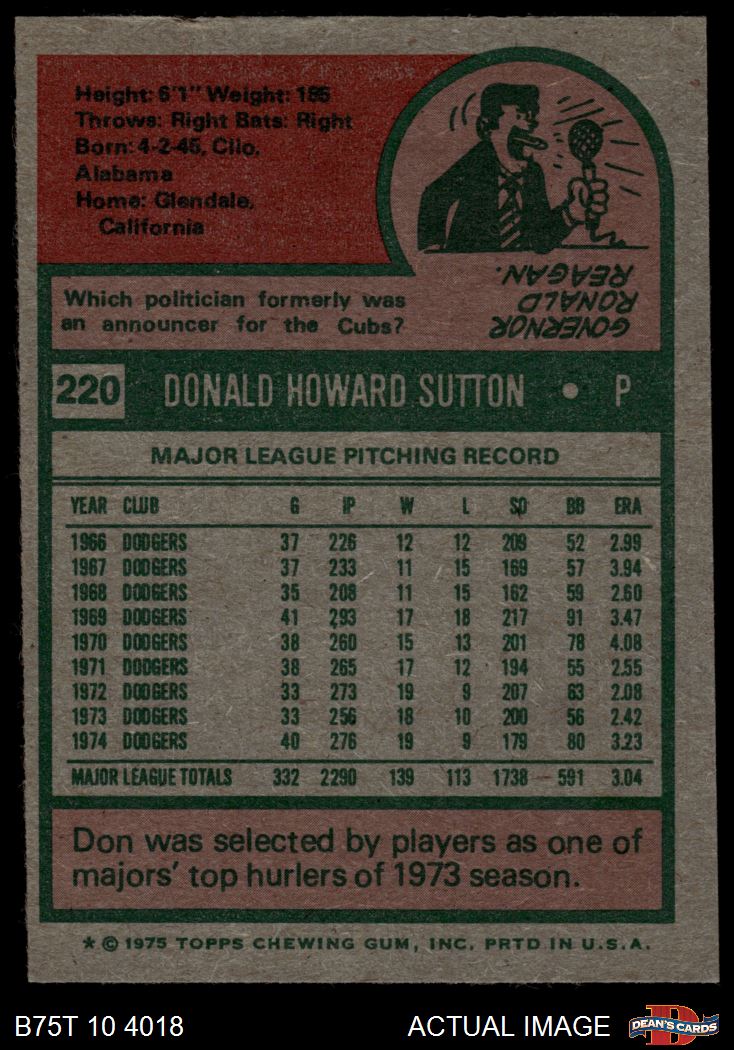 Height: 6'1" Weight: 185
Throws: Right Bats: Right
Born: 4-2-45, Clio,
Alabama
Home: Glendale,
California
Which politician formerly was
an announcer for the Cubs?
GOVERNOR
RONALD
REAGAN.
220 DONALD HOWARD SUTTON • P
MAJOR LEAGUE PITCHING RECORD
YEAR CLUB G IP W L SO BB ERA
1966 DODGERS 37 226 12 12 209 52 2.99
1967 DODGERS 37 233 11 15 169 57 3.94
1968 DODGERS 35 208 11 15 162 59 2.60
1969 DODGERS 41 293 17 18 217 91 3.47
1970 DODGERS 38 260 15 13 201 78 4.08
1971 DODGERS 38 265 17 12 194 55 2.55
1972 DODGERS 33 273 19 9 207 63 2.08
1973 DODGERS 33 256 18 10 200 56 2.42
1974 DODGERS 40 276 19 9 179 80 3.23
MAJOR LEAGUE TOTALS 332 2290 139 113 1738 591 3.04
Don was selected by players as one of
majors' top hurlers of 1973 season.
* © 1975 TOPPS CHEWING GUM, INC. PRTD IN U.S.A.
B75T 10 4018 ACTUAL IMAGE D DEAN'S CARDS